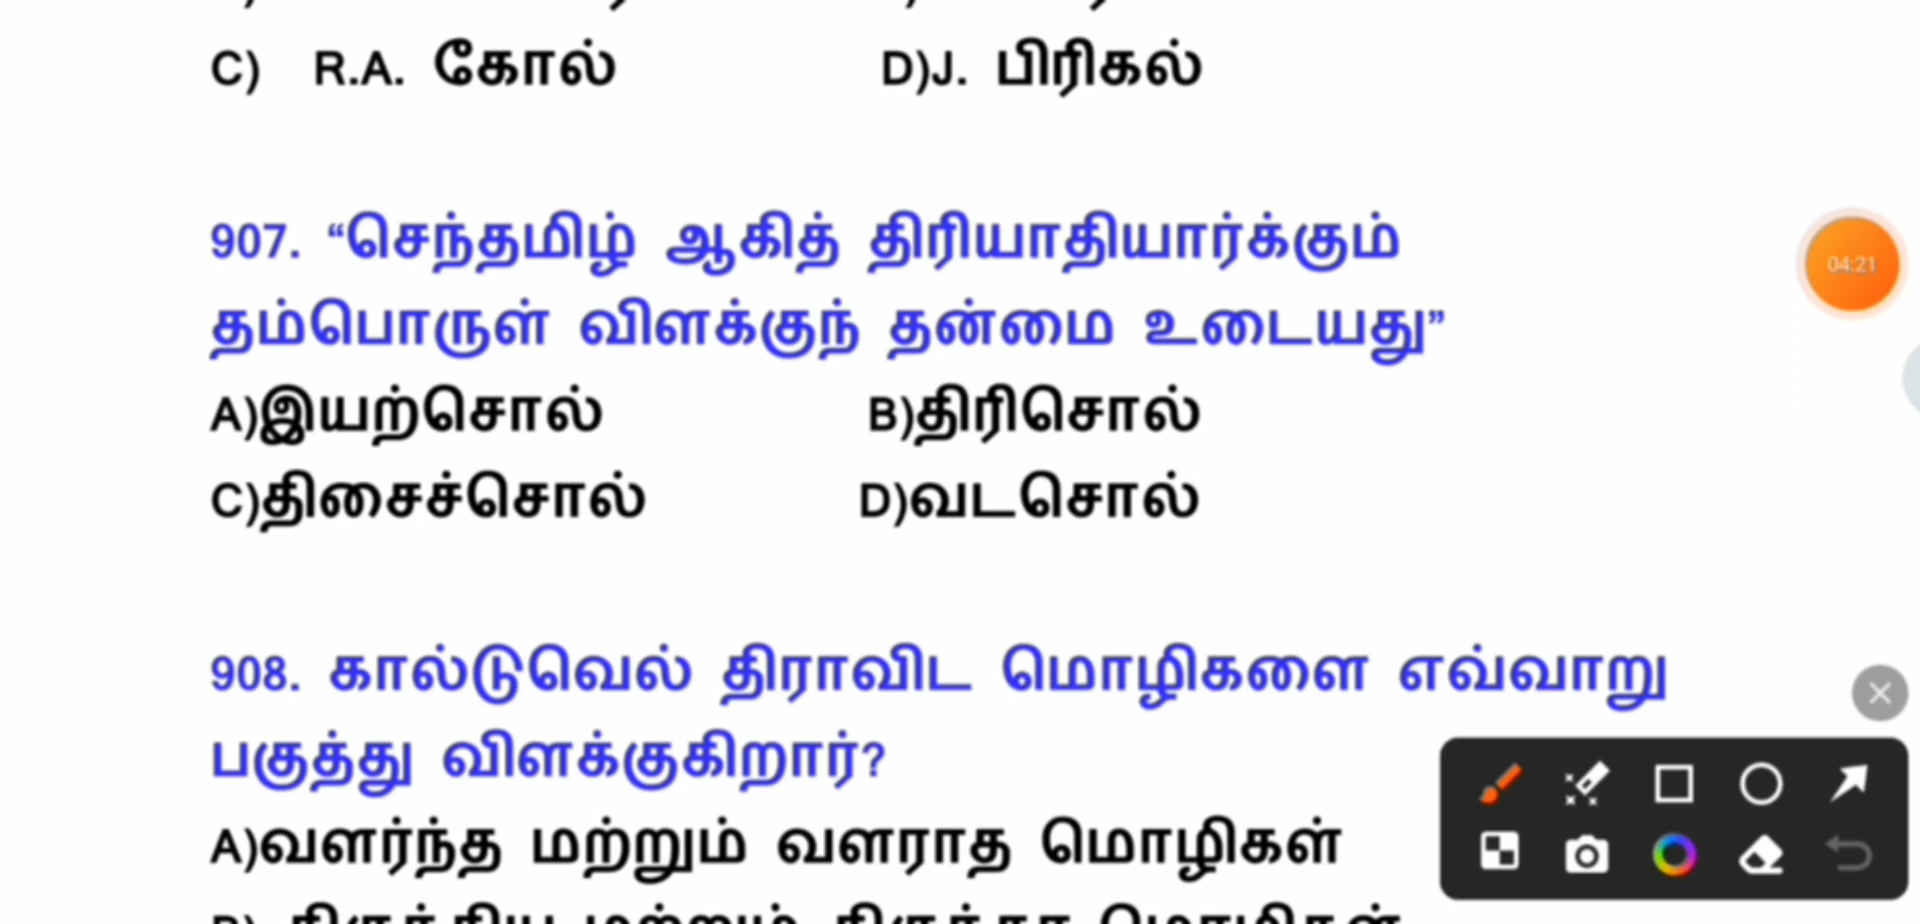 C) R.A. கோல் D)J. பிரிகல்
907. “செந்தமிழ் ஆகித் திரியாதியார்க்கும்
தம்பொருள் விளக்குந் தன்மை உடையது”
A)இயற்சொல் B)திரிசொல்
C)திசைச்சொல் D)வடசொல்
04:21
908. கால்டுவெல் திராவிட மொழிகளை எவ்வாறு
பகுத்து விளக்குகிறார்?
A)வளர்ந்த மற்றும் வளராத மொழிகள்